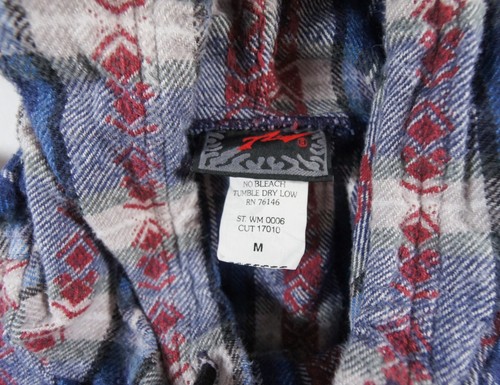 ®
NO BLEACH
TUMBLE DRY LOW
RN 76146
ST. WM 0006
CUT 17010
M